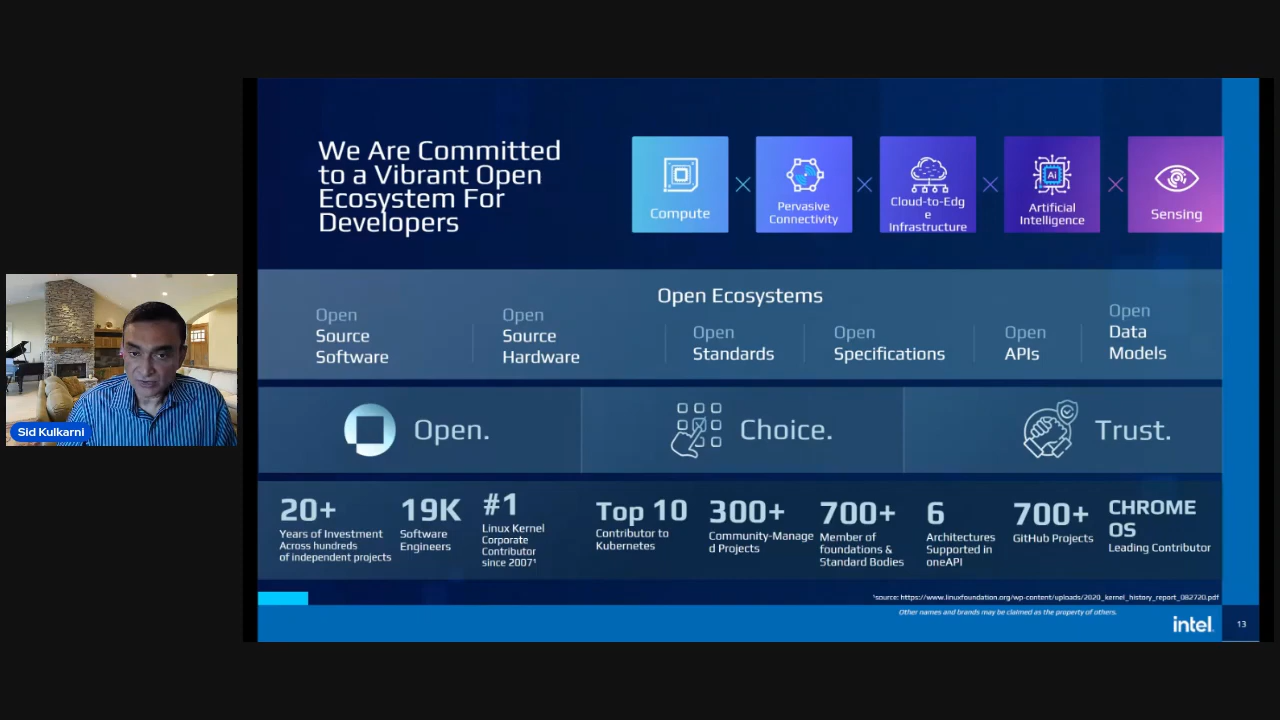 We Are Committed
to a Vibrant Open
Ecosystem For
Developers
Compute
Pervasive
Connectivity
Cloud-to-Edg
e
Infrastructure
Ai
Artificial
Intelligence
Sensing
Open Ecosystems
Open
Source
Software
Open
Source
Hardware
Open
Standards
Open
Specifications
Open
APIs
Open
Data
Models
Sid Kulkarni
Open.
Choice.
Trust.
20+
Years of Investment
Across hundreds
of independent projects
19K
Software
Engineers
#1
Linux Kernel
Corporate
Contributor
since 2007¹
Top 10
Contributor to
Kubernetes
300+
Community-Manage
d Projects
700+
Member of
foundations &
Standard Bodies
6
Architectures
Supported in
oneAPI
700+
GitHub Projects
CHROME
OS
Leading Contributor
¹source: https://www.linuxfoundation.org/wp-content/uploads/2020_kernel_history_report_082720.pdf
Other names and brands may be claimed as the property of others.
intel.
13